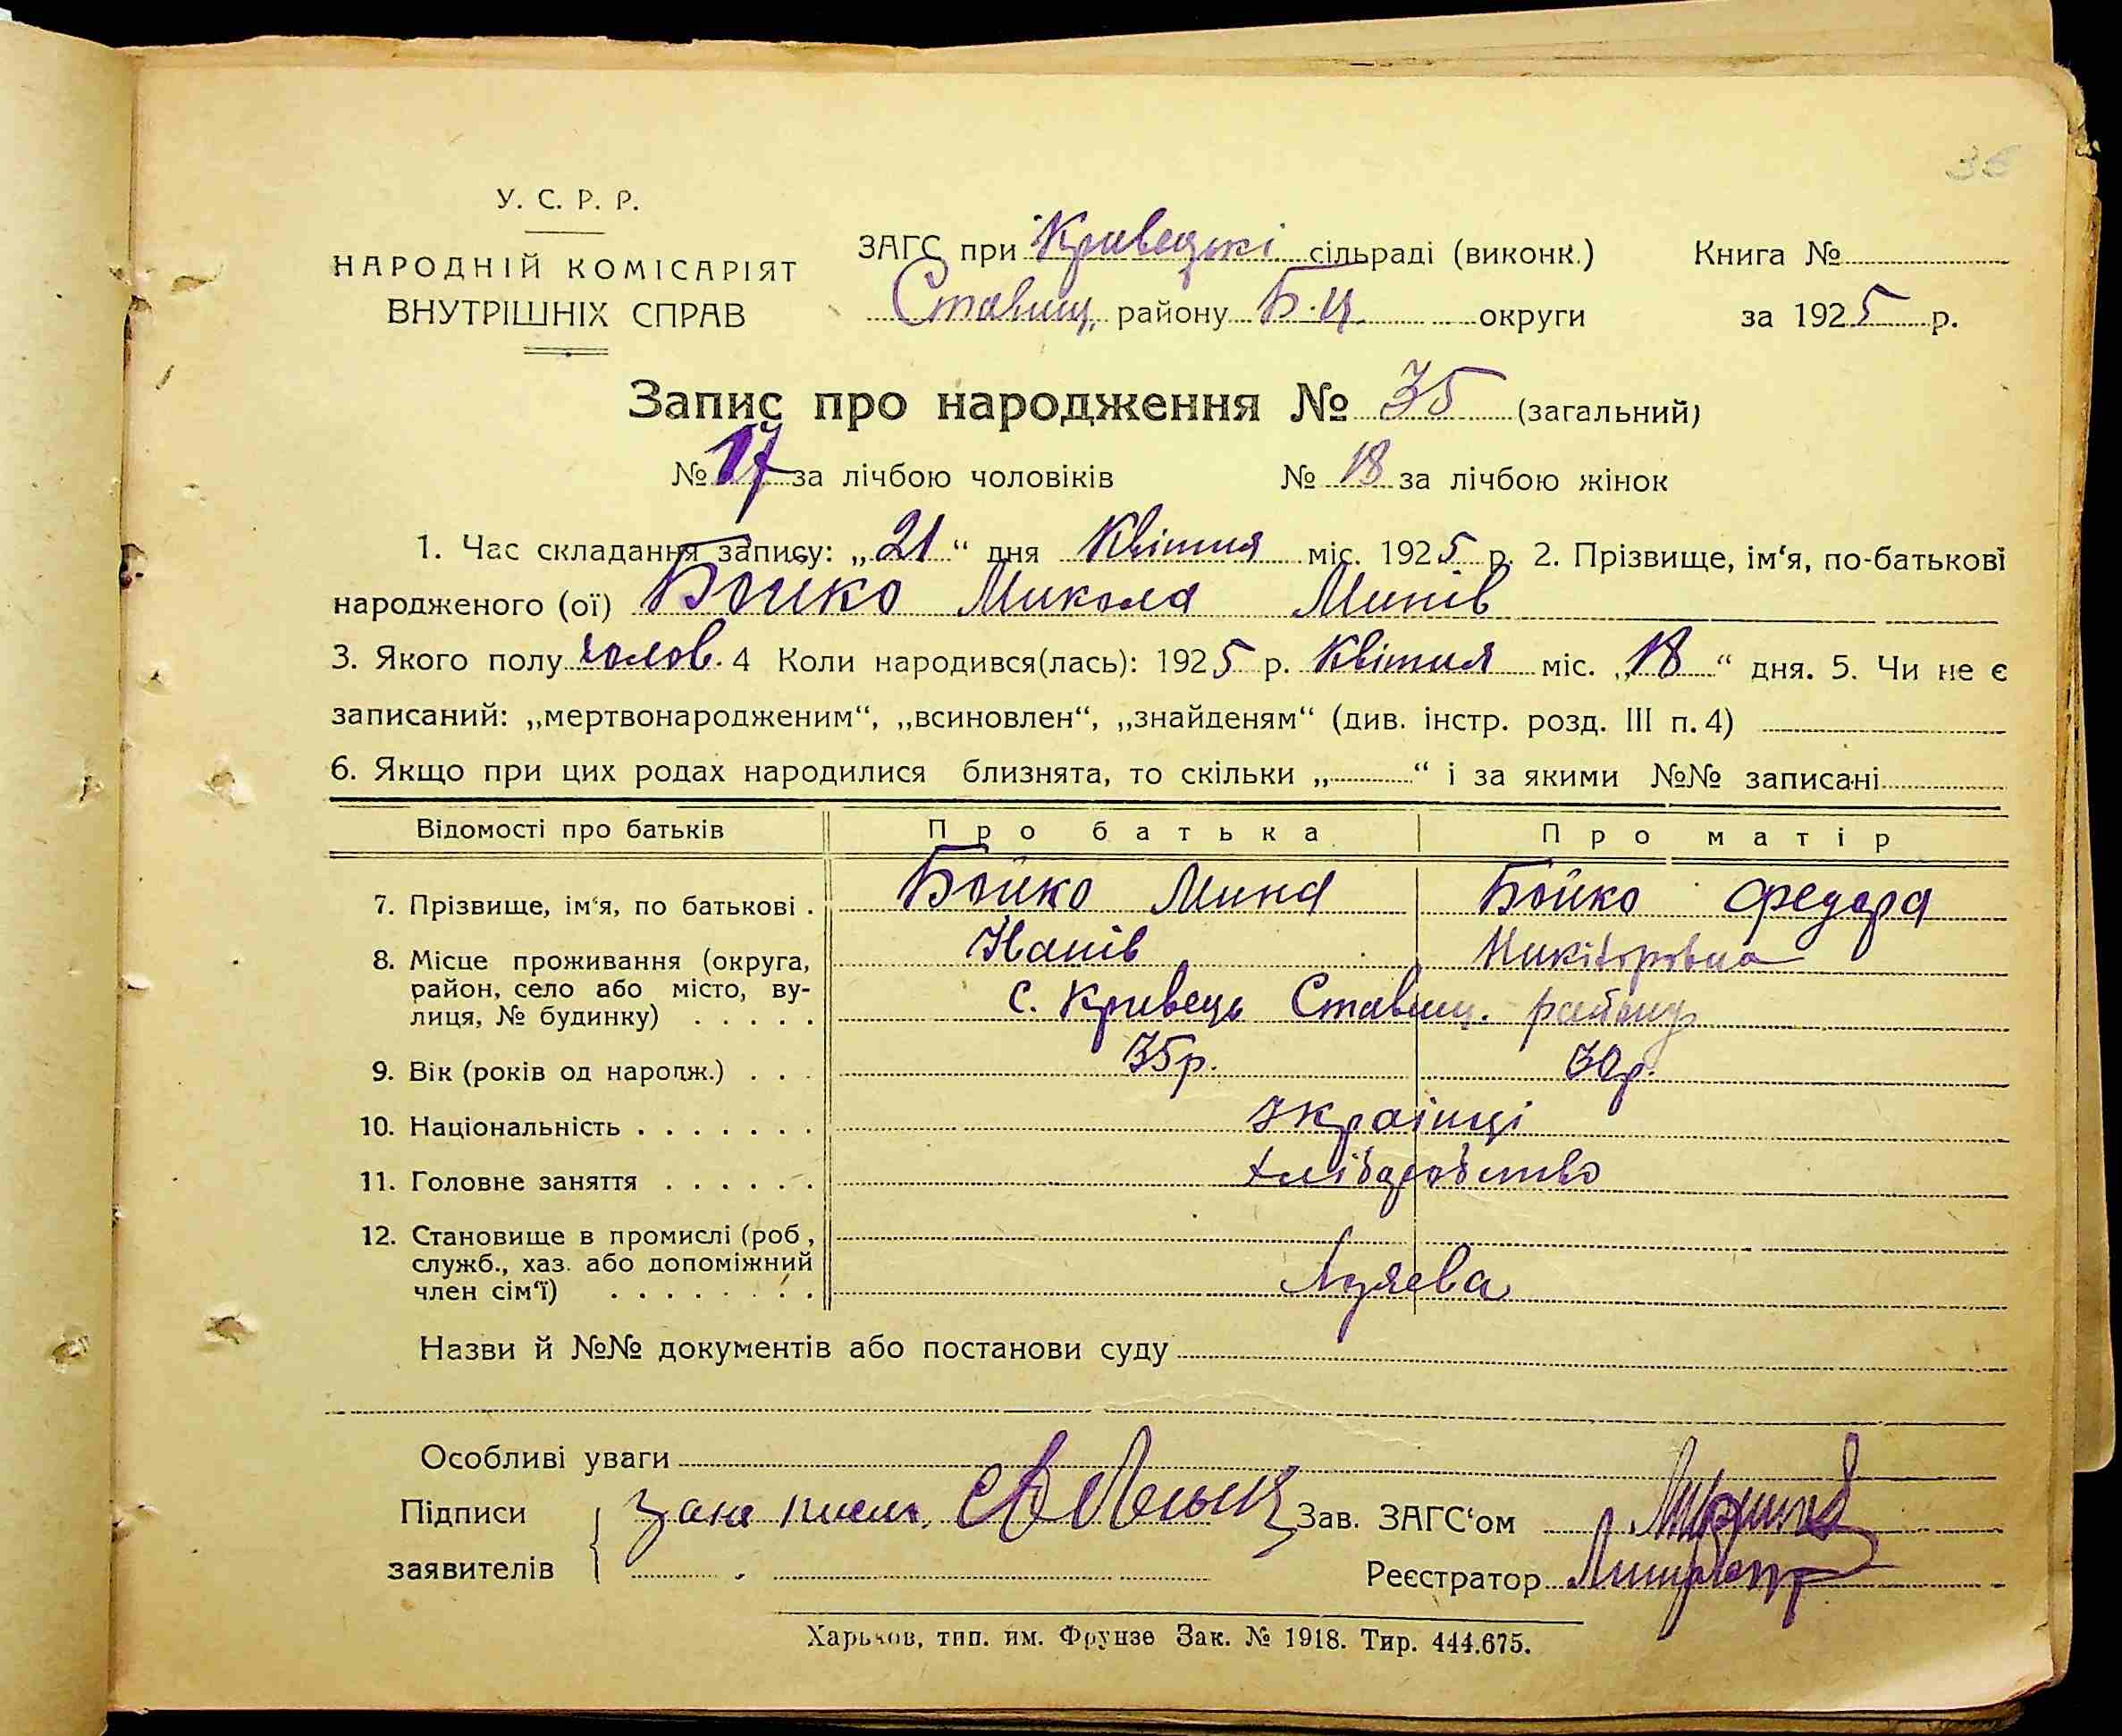 35
У. С. Р. Р.
НАРОДНІЙ КОМІСАРІЯТ
ВНУТРІШНІХ СПРАВ
ЗАГС при Кривецькі сільраді (виконк.)
Ставищ. району Б.Ц. округи
Книга №
за 1925 р.
Запис про народження № 35 (загальний)
№ 17 за лічбою чоловіків № 18 за лічбою жінок
1. Час складання запису: „21“ дня Квітня міс. 1925 р. 2. Прізвище, ім‘я, по-батькові
народженого (ої) Бойко Микола Минів
3. Якого полу чолов. 4 Коли народився(лась): 1925 р. Квітня міс. „18“ дня. 5. Чи не є
записаний: „мертвонародженим“, „всиновлен“, „знайденям“ (див. інстр. розд. III п. 4)
6. Якщо при цих родах народилися близнята, то скільки „ “ і за якими №№ записані
Відомості про батьків Про батька Про матір
7. Прізвище, ім‘я, по батькові . Бойко Мина Бойко Федора
8. Місце проживання (округа, Нанів Никіфоровна
район, село або місто, ву-
лиця, № будинку) . . . . . с. Кривець Ставищ. району
9. Вік (років од народж.) . . . 35р. 30р.
10. Національність . . . . . . . Українці
11. Головне заняття . . . . . . Хліборобство
12. Становище в промислі (роб,
служб., хаз. або допоміжний
член сім‘ї) . . . . . . . .
Назви й №№ документів або постанови суду
Особливі уваги
Підписи
заявителів
Зав. ЗАГС‘ом
Реєстратор
Харьков, тип. им. Фрунзе Зак. № 1918. Тир. 444.675.